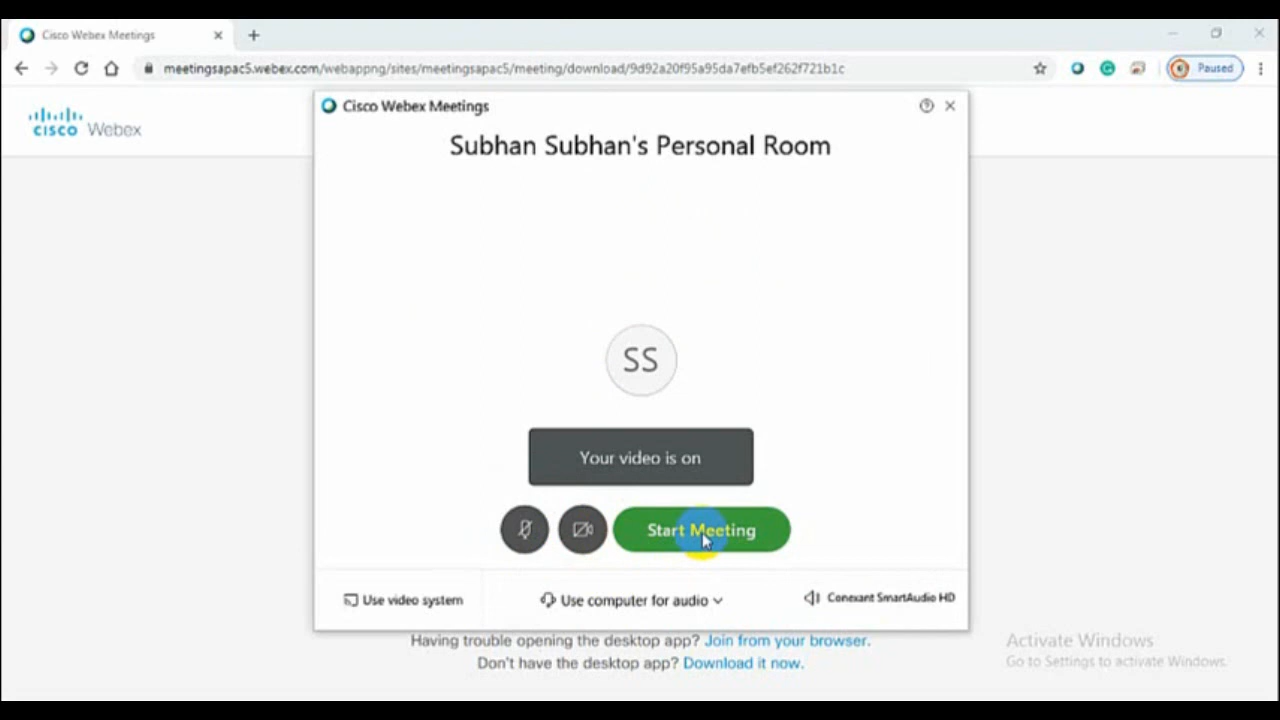 Cisco Webex Meetings
meetingsapac5.webex.com/webappng/sites/meetingsapac5/meeting/download/9d92a20f95a95da7efb5ef262f721b1c
Paused
cisco Webex
Cisco Webex Meetings
Subhan Subhan's Personal Room
SS
Your video is on
Start Meeting
Use video system
Use computer for audio
Conexant SmartAudio HD
Having trouble opening the desktop app? Join from your browser.
Don't have the desktop app? Download it now.
Activate Windows
Go to Settings to activate Windows.